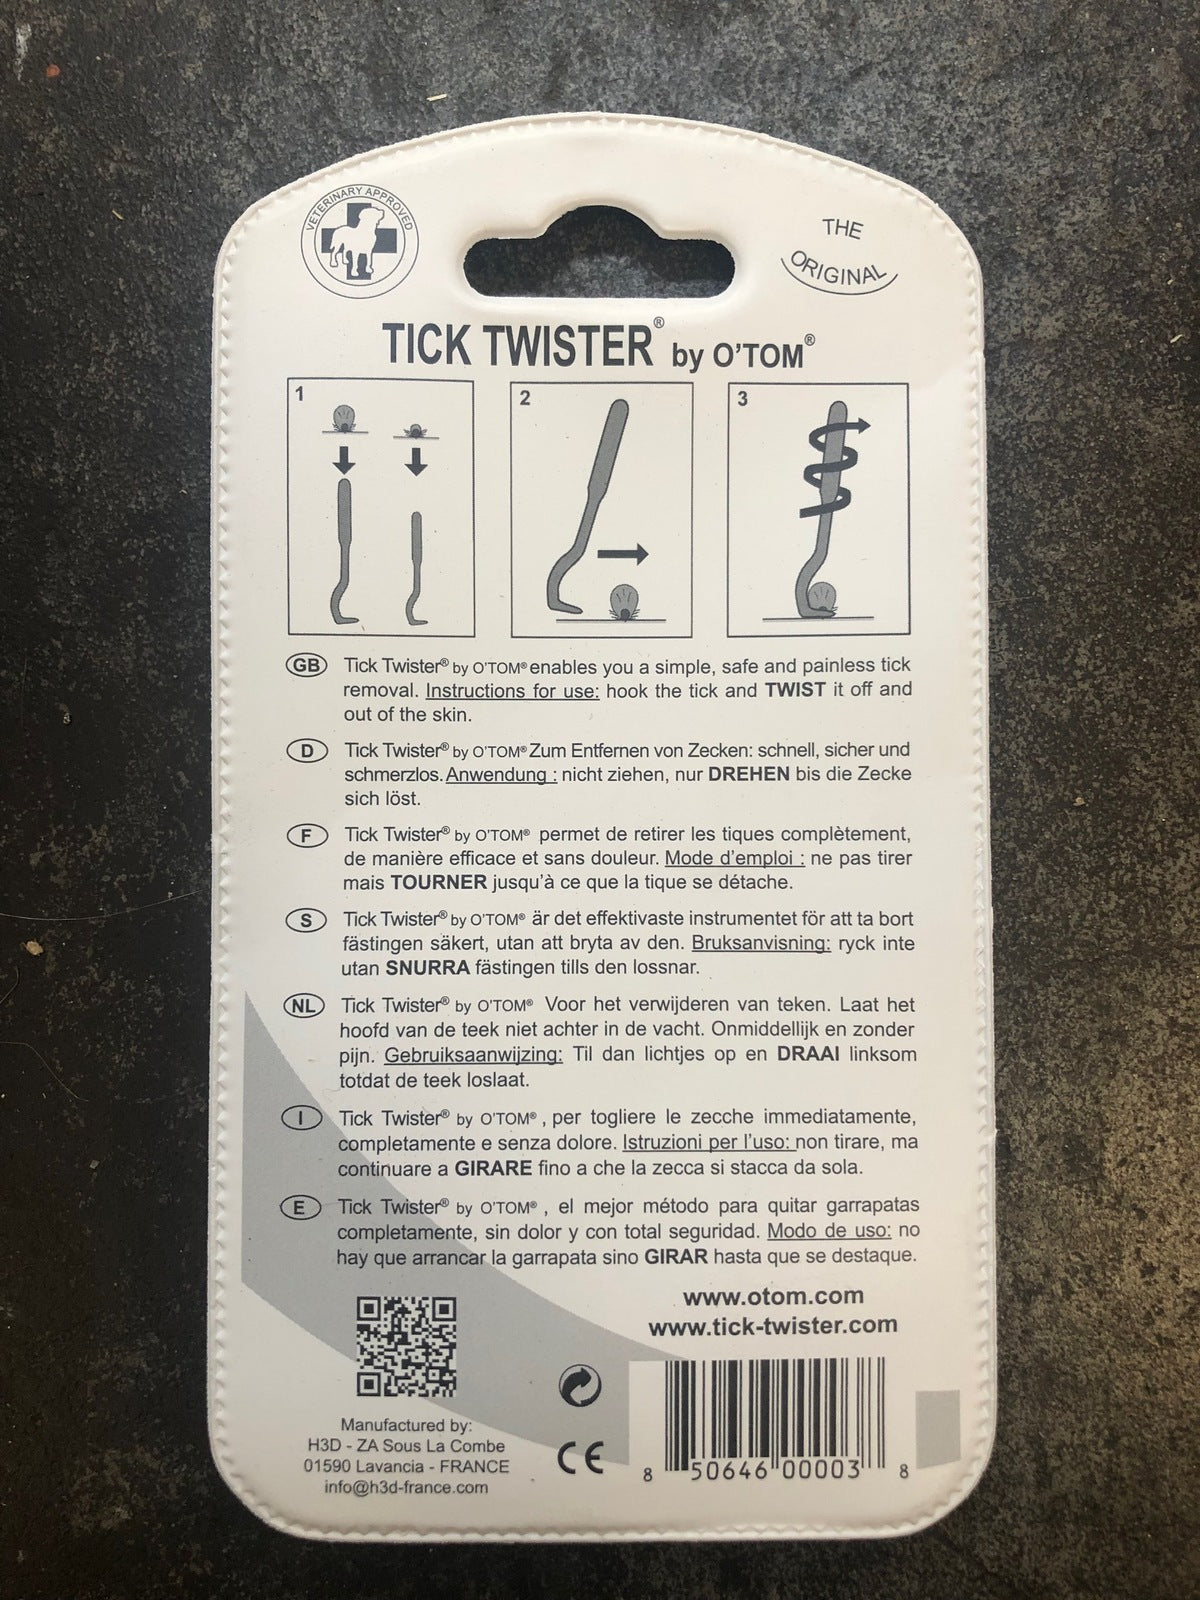 VETERINARY APPROVED
THE
ORIGINAL
TICK TWISTER® by O'TOM®
1
2
3
GB Tick Twister® by O'TOM® enables you a simple, safe and painless tick
removal. Instructions for use: hook the tick and TWIST it off and
out of the skin.
D Tick Twister® by O'TOM® Zum Entfernen von Zecken: schnell, sicher und
schmerzlos. Anwendung : nicht ziehen, nur DREHEN bis die Zecke
sich löst.
F Tick Twister® by O'TOM® permet de retirer les tiques complètement,
de manière efficace et sans douleur. Mode d'emploi : ne pas tirer
mais TOURNER jusqu'à ce que la tique se détache.
S Tick Twister® by O'TOM® är det effektivaste instrumentet för att ta bort
fästingen säkert, utan att bryta av den. Bruksanvisning: ryck inte
utan SNURRA fästingen tills den lossnar.
NL Tick Twister® by O'TOM® Voor het verwijderen van teken. Laat het
hoofd van de teek niet achter in de vacht. Onmiddellijk en zonder
pijn. Gebruiksaanwijzing: Til dan lichtjes op en DRAAI linksom
totdat de teek loslaat.
I Tick Twister® by O'TOM® , per togliere le zecche immediatamente,
completamente e senza dolore. Istruzioni per l'uso: non tirare, ma
continuare a GIRARE fino a che la zecca si stacca da sola.
E Tick Twister® by O'TOM® , el mejor método para quitar garrapatas
completamente, sin dolor y con total seguridad. Modo de uso: no
hay que arrancar la garrapata sino GIRAR hasta que se destaque.
www.otom.com
www.tick-twister.com
Manufactured by:
H3D - ZA Sous La Combe
01590 Lavancia - FRANCE
info@h3d-france.com
CE
8 50646 00003 8